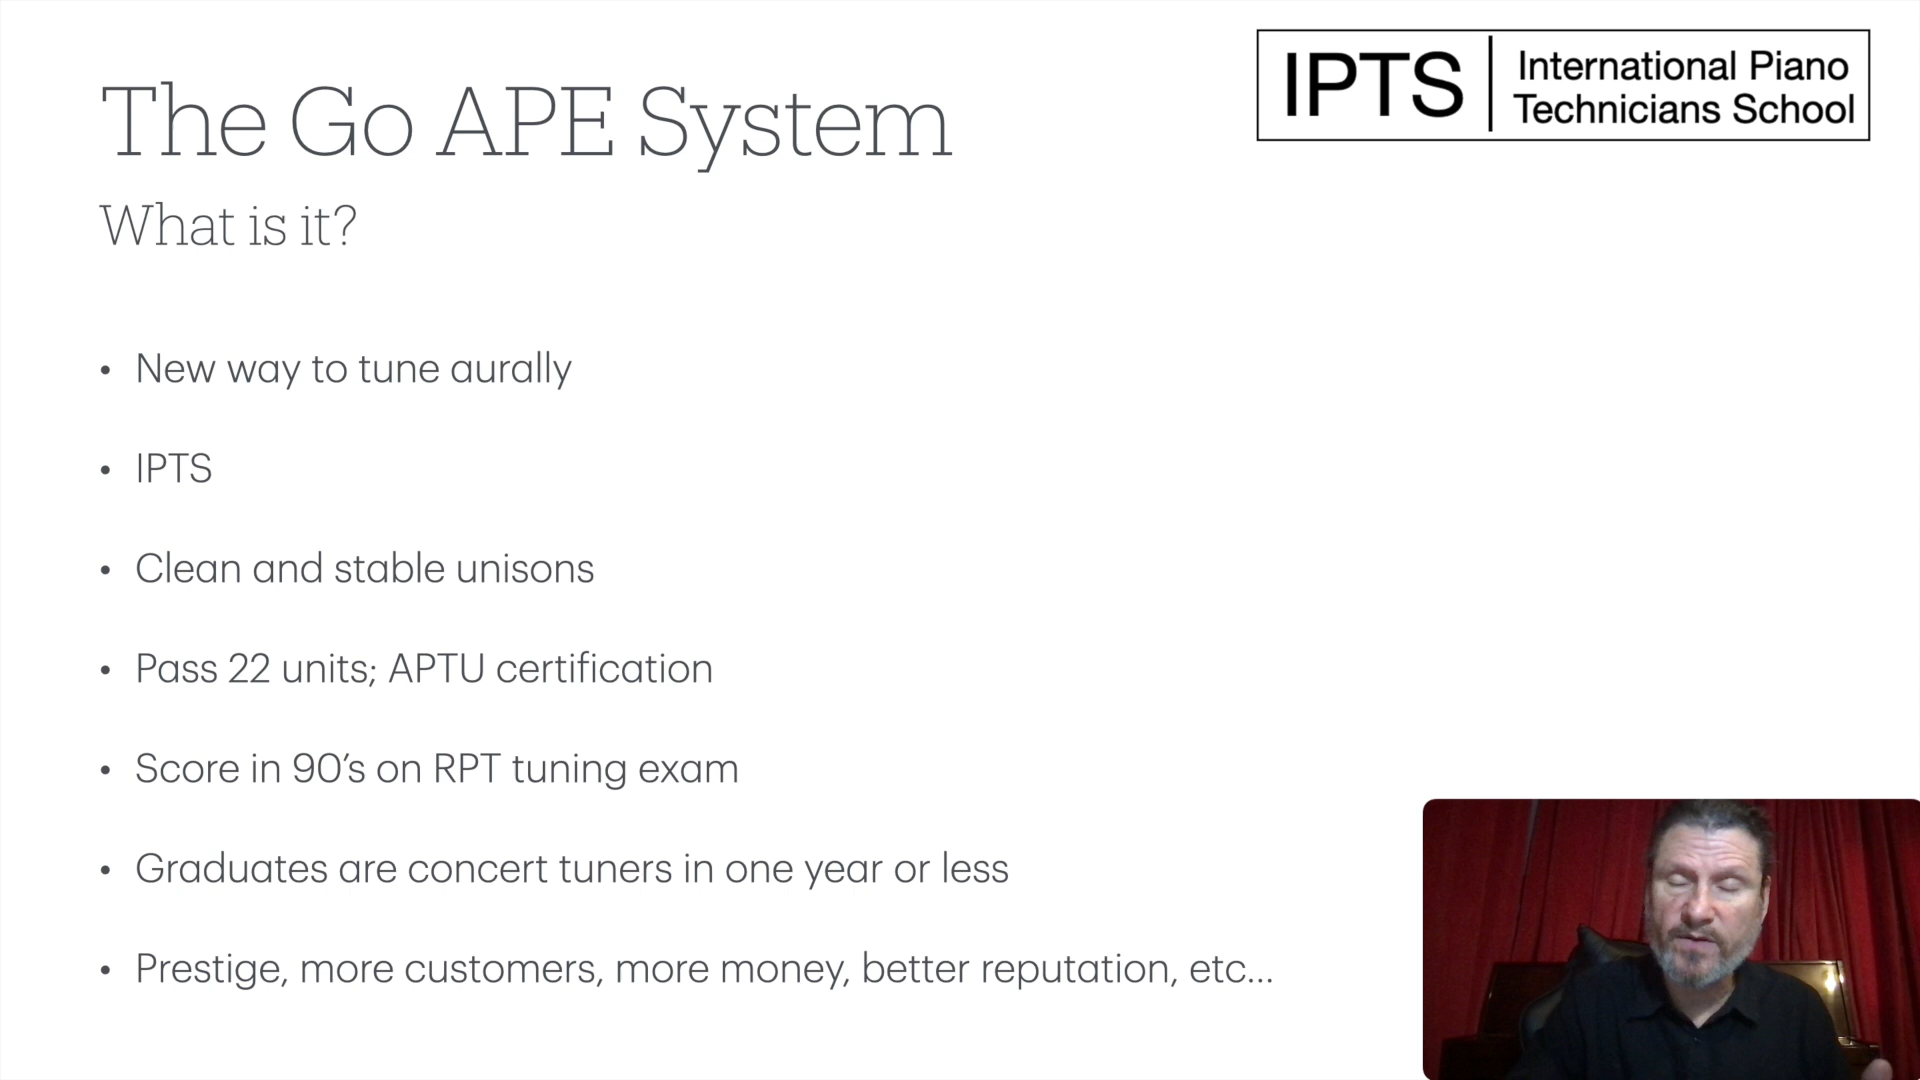 The Go APE System
IPTS
International Piano
Technicians School
What is it?
• New way to tune aurally
• IPTS
• Clean and stable unisons
• Pass 22 units; APTU certification
• Score in 90’s on RPT tuning exam
• Graduates are concert tuners in one year or less
• Prestige, more customers, more money, better reputation, etc...